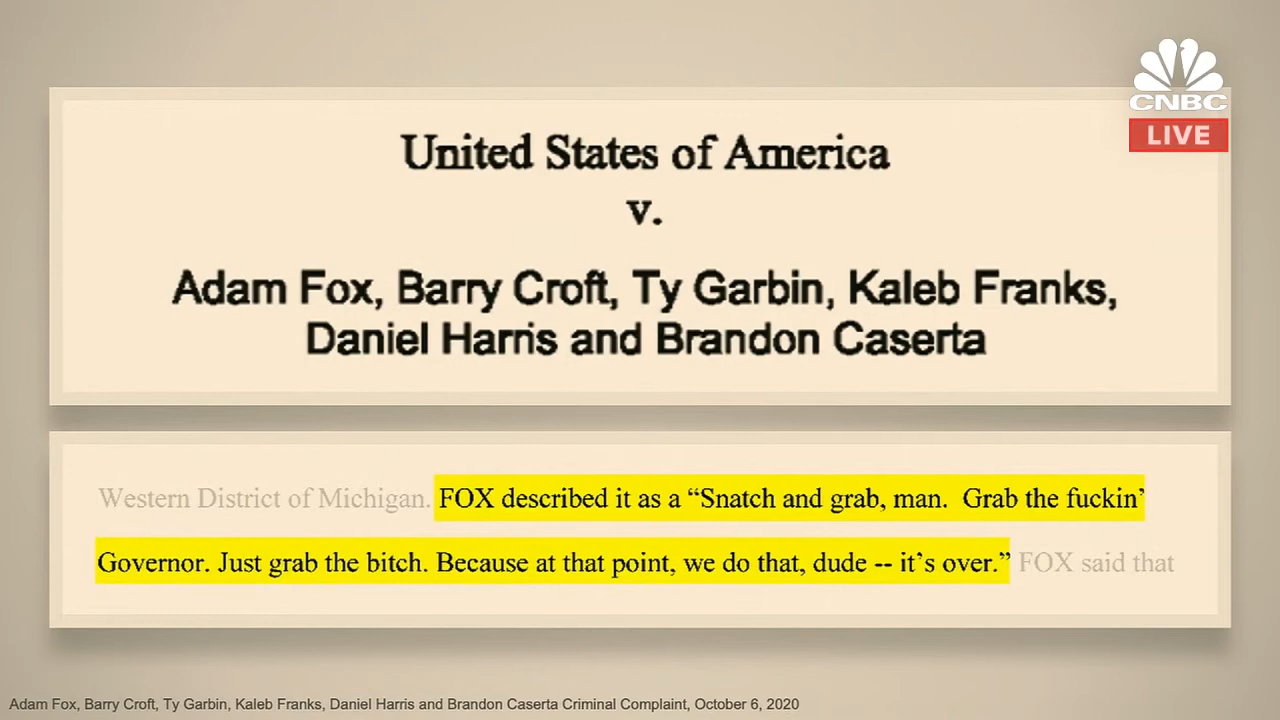 CNBC
LIVE
United States of America
v.
Adam Fox, Barry Croft, Ty Garbin, Kaleb Franks,
Daniel Harris and Brandon Caserta
Western District of Michigan. FOX described it as a “Snatch and grab, man.  Grab the fuckin’
Governor. Just grab the bitch. Because at that point, we do that, dude -- it’s over.” FOX said that
Adam Fox, Barry Croft, Ty Garbin, Kaleb Franks, Daniel Harris and Brandon Caserta Criminal Complaint, October 6, 2020